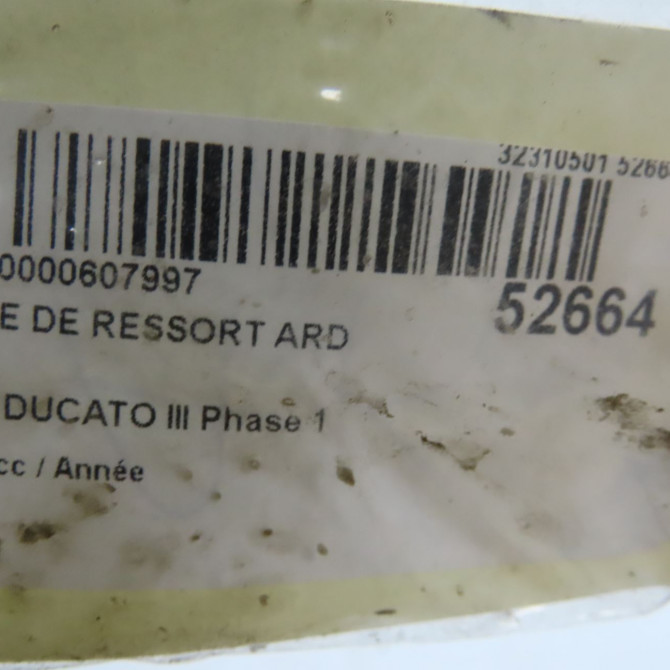 32310501 5266
0000607997
52664
E DE RESSORT ARD
DUCATO III Phase 1
cc / Année